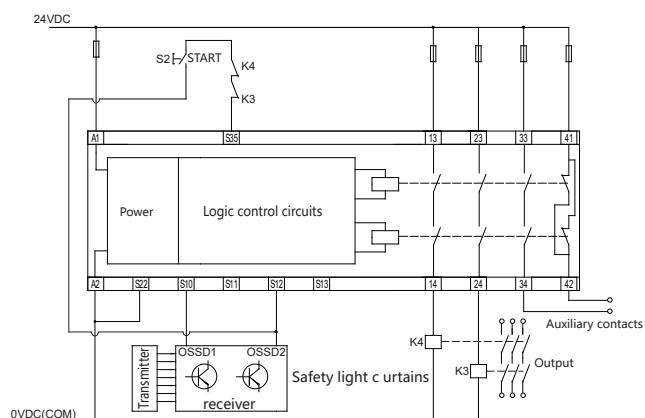 24VDC
S2 START
K4
K3
A1 S35 13 23 33 41
Power Logic control circuits
A2 S22 S10 S11 S12 S13 14 24 34 42
Auxiliary contacts
K4
OSSD1 OSSD2
Transmitter
Safety light c urtains
K3 Output
receiver
0VDC(COM)